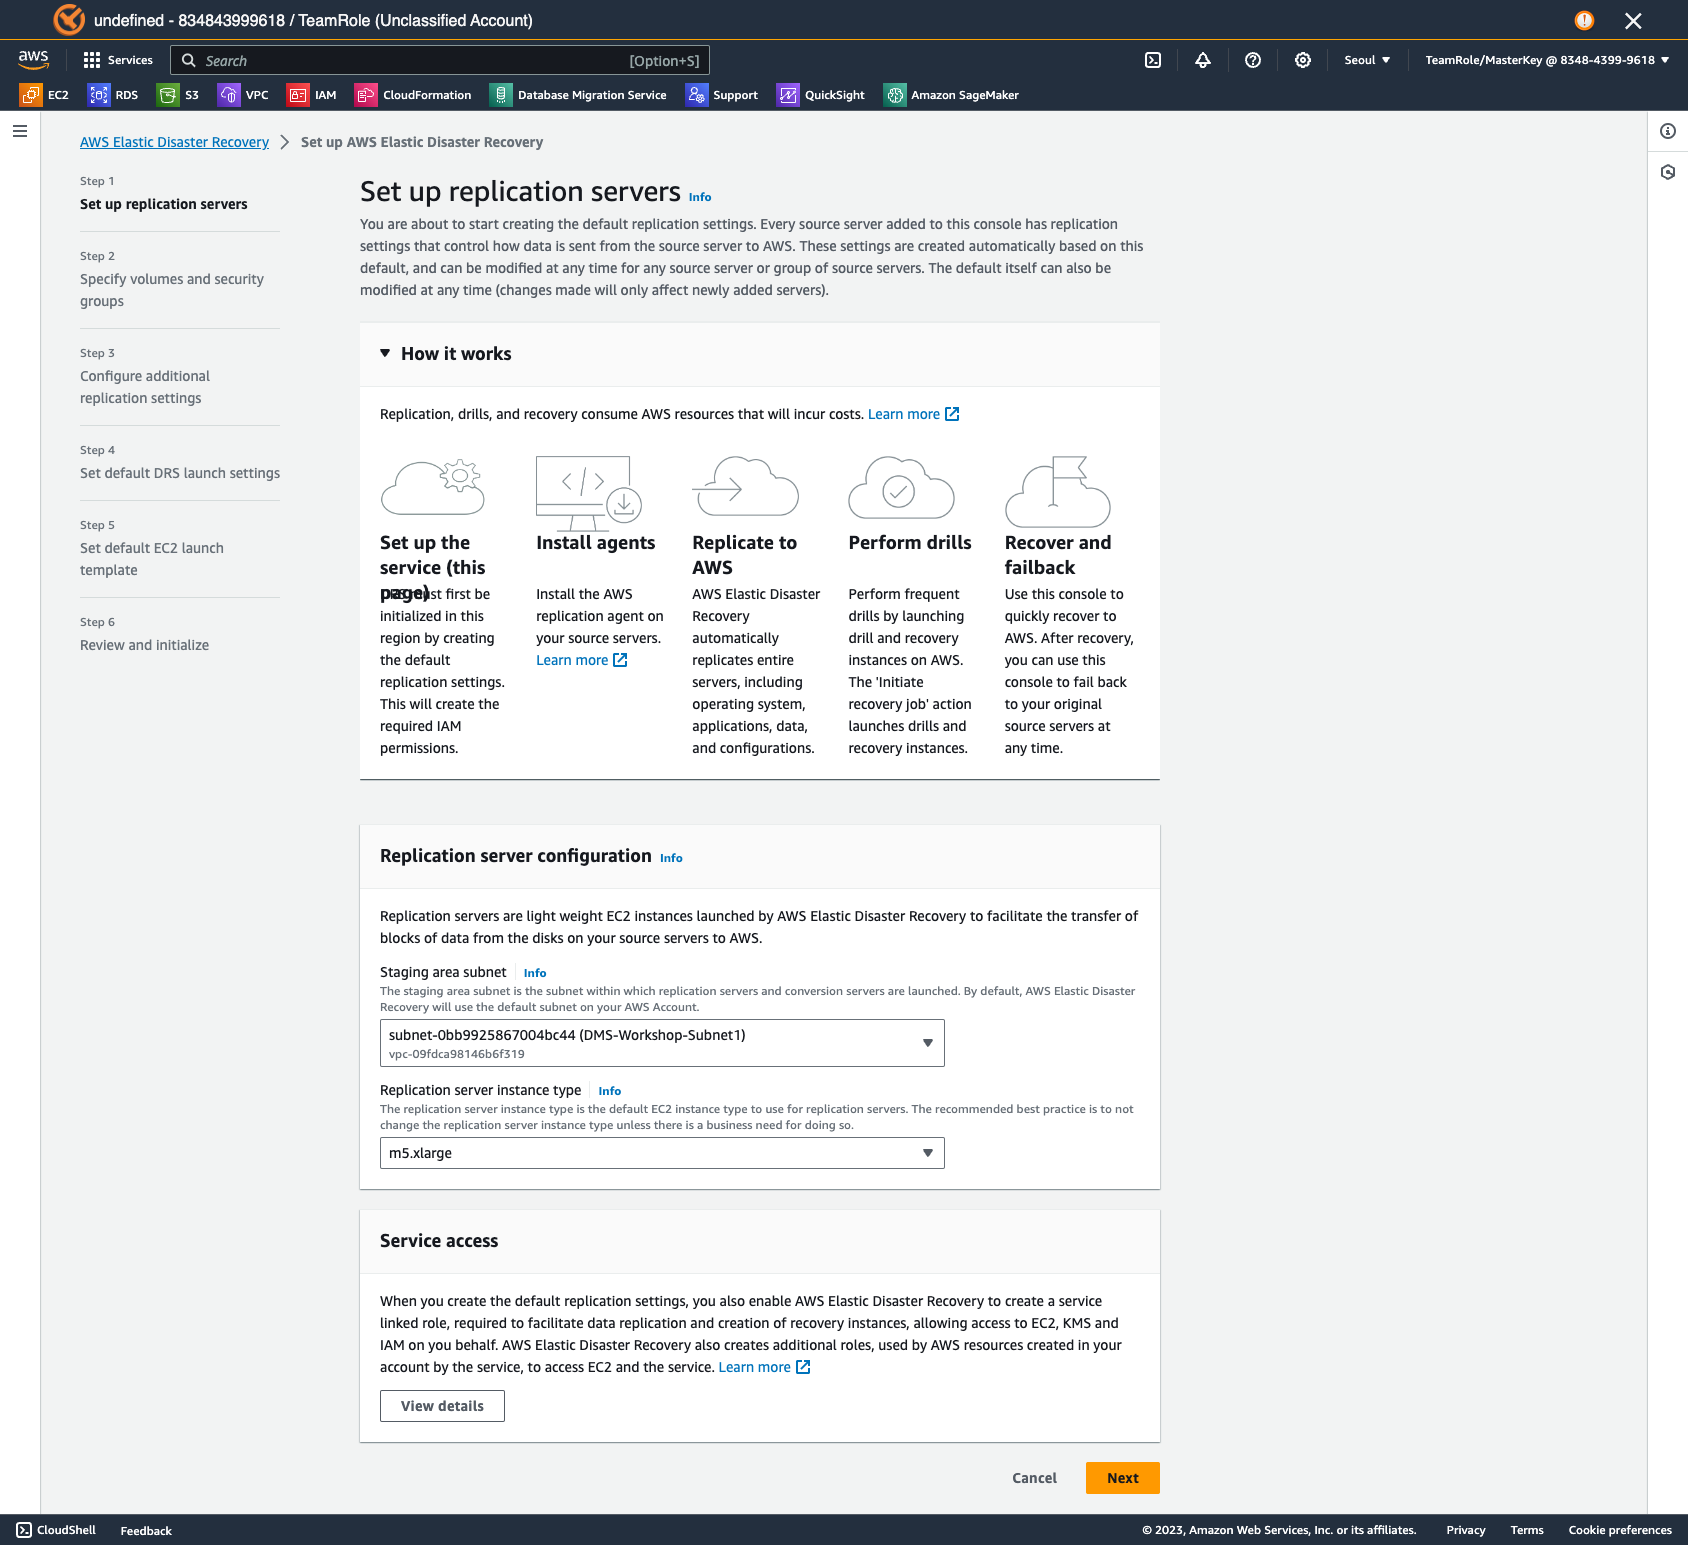 undefined - 834843999618 / TeamRole (Unclassified Account)
aws
Services
Search
[Option+S]
Seoul
TeamRole/MasterKey @ 8348-4399-9618
EC2
RDS
S3
VPC
IAM
CloudFormation
Database Migration Service
Support
QuickSight
Amazon SageMaker
AWS Elastic Disaster Recovery
Set up AWS Elastic Disaster Recovery
Step 1
Set up replication servers
Step 2
Specify volumes and security
groups
Step 3
Configure additional
replication settings
Step 4
Set default DRS launch settings
Step 5
Set default EC2 launch
template
Step 6
Review and initialize
Set up replication servers Info
You are about to start creating the default replication settings. Every source server added to this console has replication
settings that control how data is sent from the source server to AWS. These settings are created automatically based on this
default, and can be modified at any time for any source server or group of source servers. The default itself can also be
modified at any time (changes made will only affect newly added servers).
How it works
Replication, drills, and recovery consume AWS resources that will incur costs. Learn more
Set up the
service (this
page)
DRS must first be
initialized in this
region by creating
the default
replication settings.
This will create the
required IAM
permissions.
Install agents
Install the AWS
replication agent on
your source servers.
Learn more
Replicate to
AWS
AWS Elastic Disaster
Recovery
automatically
replicates entire
servers, including
operating system,
applications, data,
and configurations.
Perform drills
Perform frequent
drills by launching
drill and recovery
instances on AWS.
The 'Initiate
recovery job' action
launches drills and
recovery instances.
Recover and
failback
Use this console to
quickly recover to
AWS. After recovery,
you can use this
console to fail back
to your original
source servers at
any time.
Replication server configuration Info
Replication servers are light weight EC2 instances launched by AWS Elastic Disaster Recovery to facilitate the transfer of
blocks of data from the disks on your source servers to AWS.
Staging area subnet Info
The staging area subnet is the subnet within which replication servers and conversion servers are launched. By default, AWS Elastic Disaster
Recovery will use the default subnet on your AWS Account.
subnet-0bb9925867004bc44 (DMS-Workshop-Subnet1)
vpc-09fdca98146b6f319
Replication server instance type Info
The replication server instance type is the default EC2 instance type to use for replication servers. The recommended best practice is to not
change the replication server instance type unless there is a business need for doing so.
m5.xlarge
Service access
When you create the default replication settings, you also enable AWS Elastic Disaster Recovery to create a service
linked role, required to facilitate data replication and creation of recovery instances, allowing access to EC2, KMS and
IAM on you behalf. AWS Elastic Disaster Recovery also creates additional roles, used by AWS resources created in your
account by the service, to access EC2 and the service. Learn more
View details
Cancel
Next
CloudShell
Feedback
© 2023, Amazon Web Services, Inc. or its affiliates.
Privacy
Terms
Cookie preferences